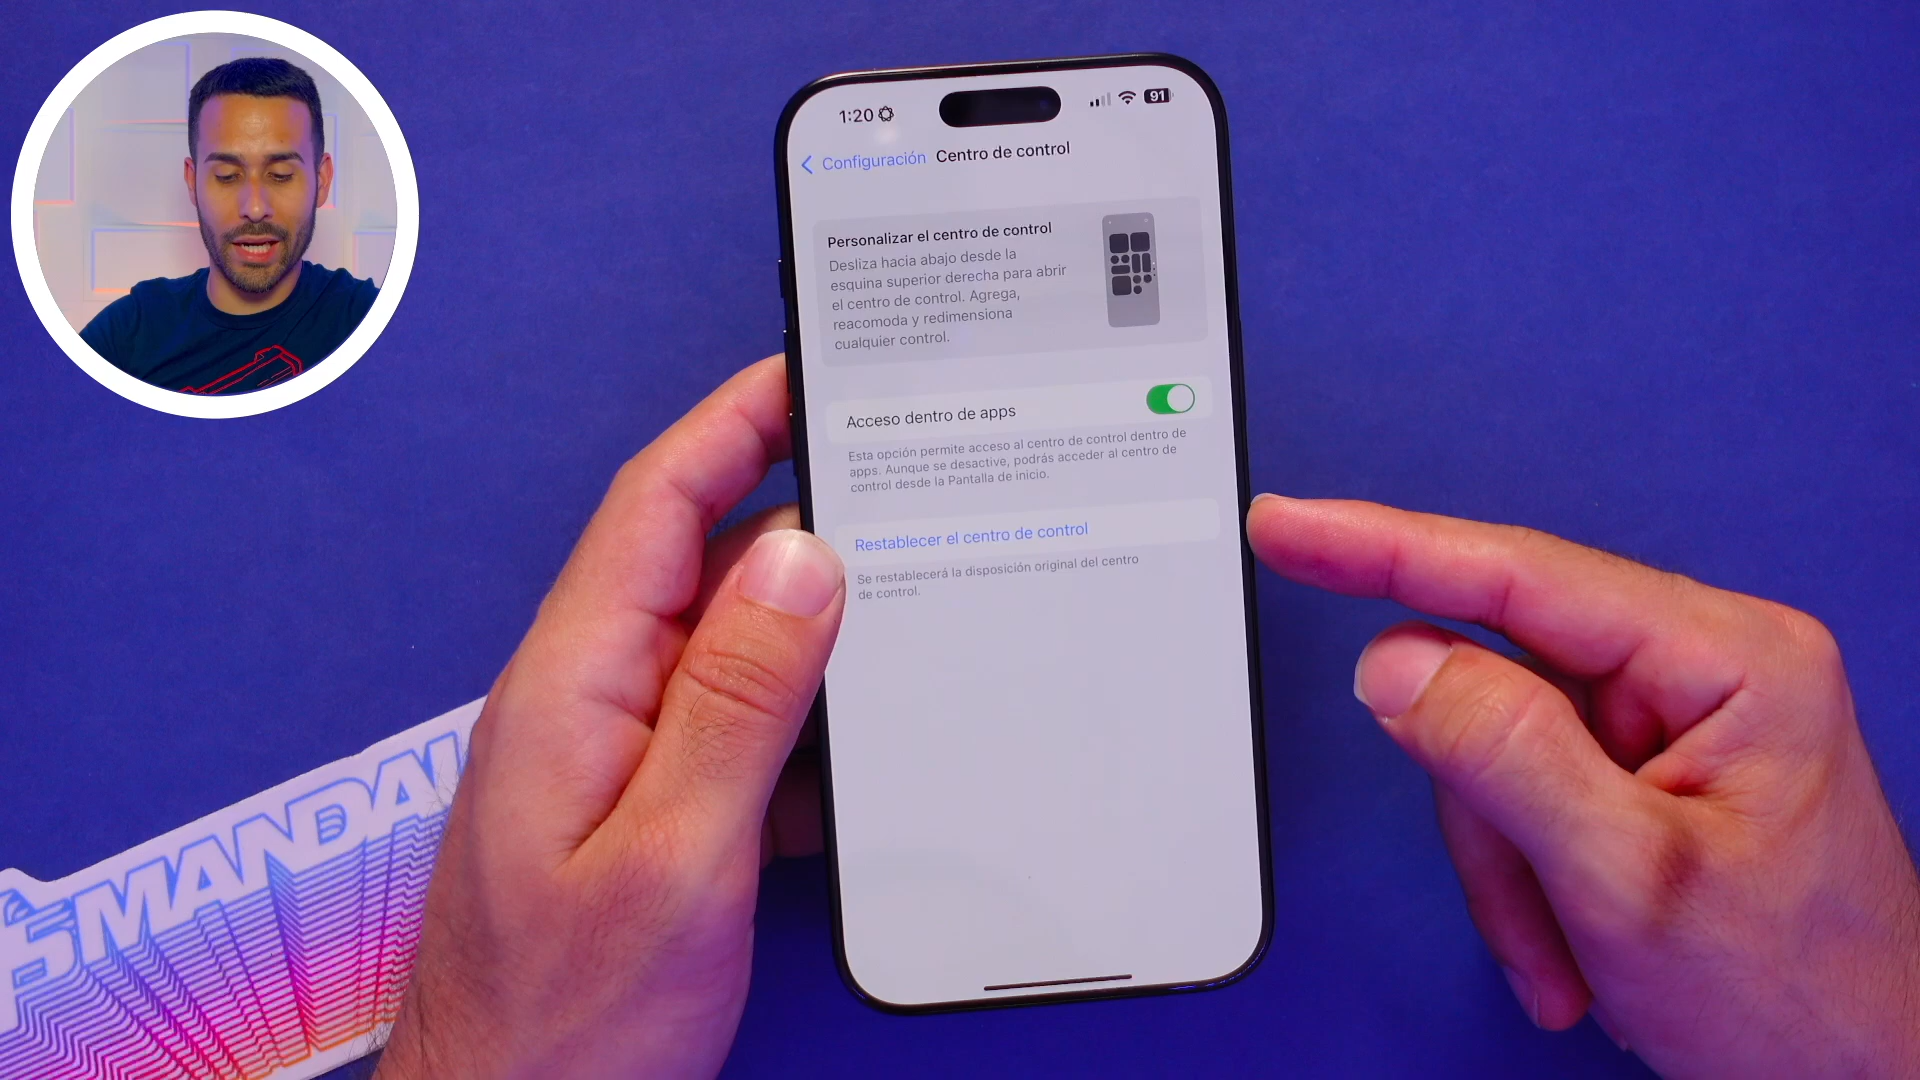 1:20
91
Configuración
Centro de control
Personalizar el centro de control
Desliza hacia abajo desde la
esquina superior derecha para abrir
el centro de control. Agrega,
reacomoda y redimensiona
cualquier control.
Acceso dentro de apps
Esta opción permite acceso al centro de control dentro de
apps. Aunque se desactive, podrás acceder al centro de
control desde la Pantalla de inicio.
Restablecer el centro de control
Se restablecerá la disposición original del centro
de control.